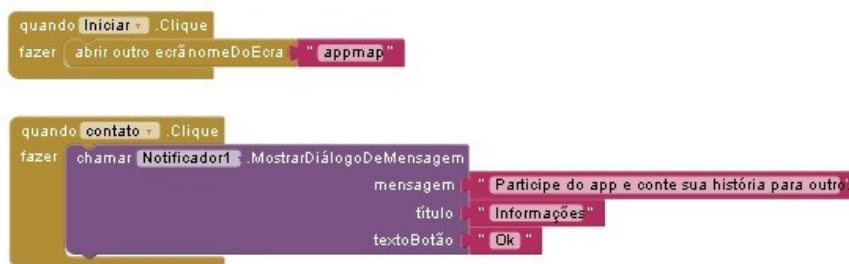 quando Iniciar .Clique
fazer abrir outro ecrã nomeDoEcra " appmap "
quando contato .Clique
fazer chamar Notificador1 .MostrarDiálogoDeMensagem
mensagem " Participe do app e conte sua história para
título " Informações "
textoBotão " Ok "